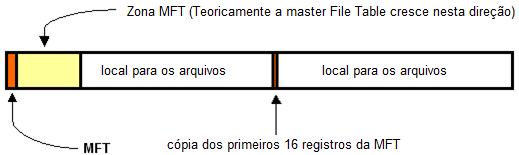 Zona MFT (Teoricamente a master File Table cresce nesta direção)
local para os arquivos
local para os arquivos
MFT
cópia dos primeiros 16 registros da MFT